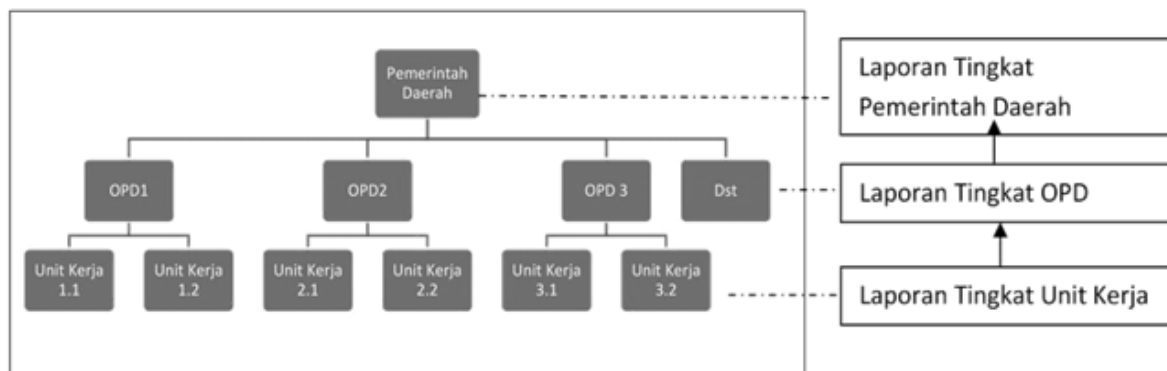 Pemerintah
Daerah
OPD1
OPD2
OPD 3
Dst
Unit Kerja
1.1
Unit Kerja
1.2
Unit Kerja
2.1
Unit Kerja
2.2
Unit Kerja
3.1
Unit Kerja
3.2
Laporan Tingkat
Pemerintah Daerah
Laporan Tingkat OPD
Laporan Tingkat Unit Kerja